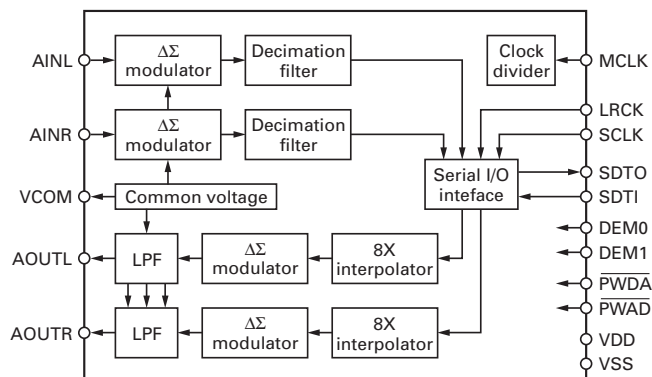 AINL
ΔΣ
modulator
Decimation
filter
Clock
divider
MCLK
LRCK
AINR
ΔΣ
modulator
Decimation
filter
SCLK
Serial I/O
inteface
SDTO
VCOM
Common voltage
SDTI
DEM0
AOUTL
LPF
ΔΣ
modulator
8X
interpolator
DEM1
PWDA
PWAD
AOUTR
LPF
ΔΣ
modulator
8X
interpolator
VDD
VSS